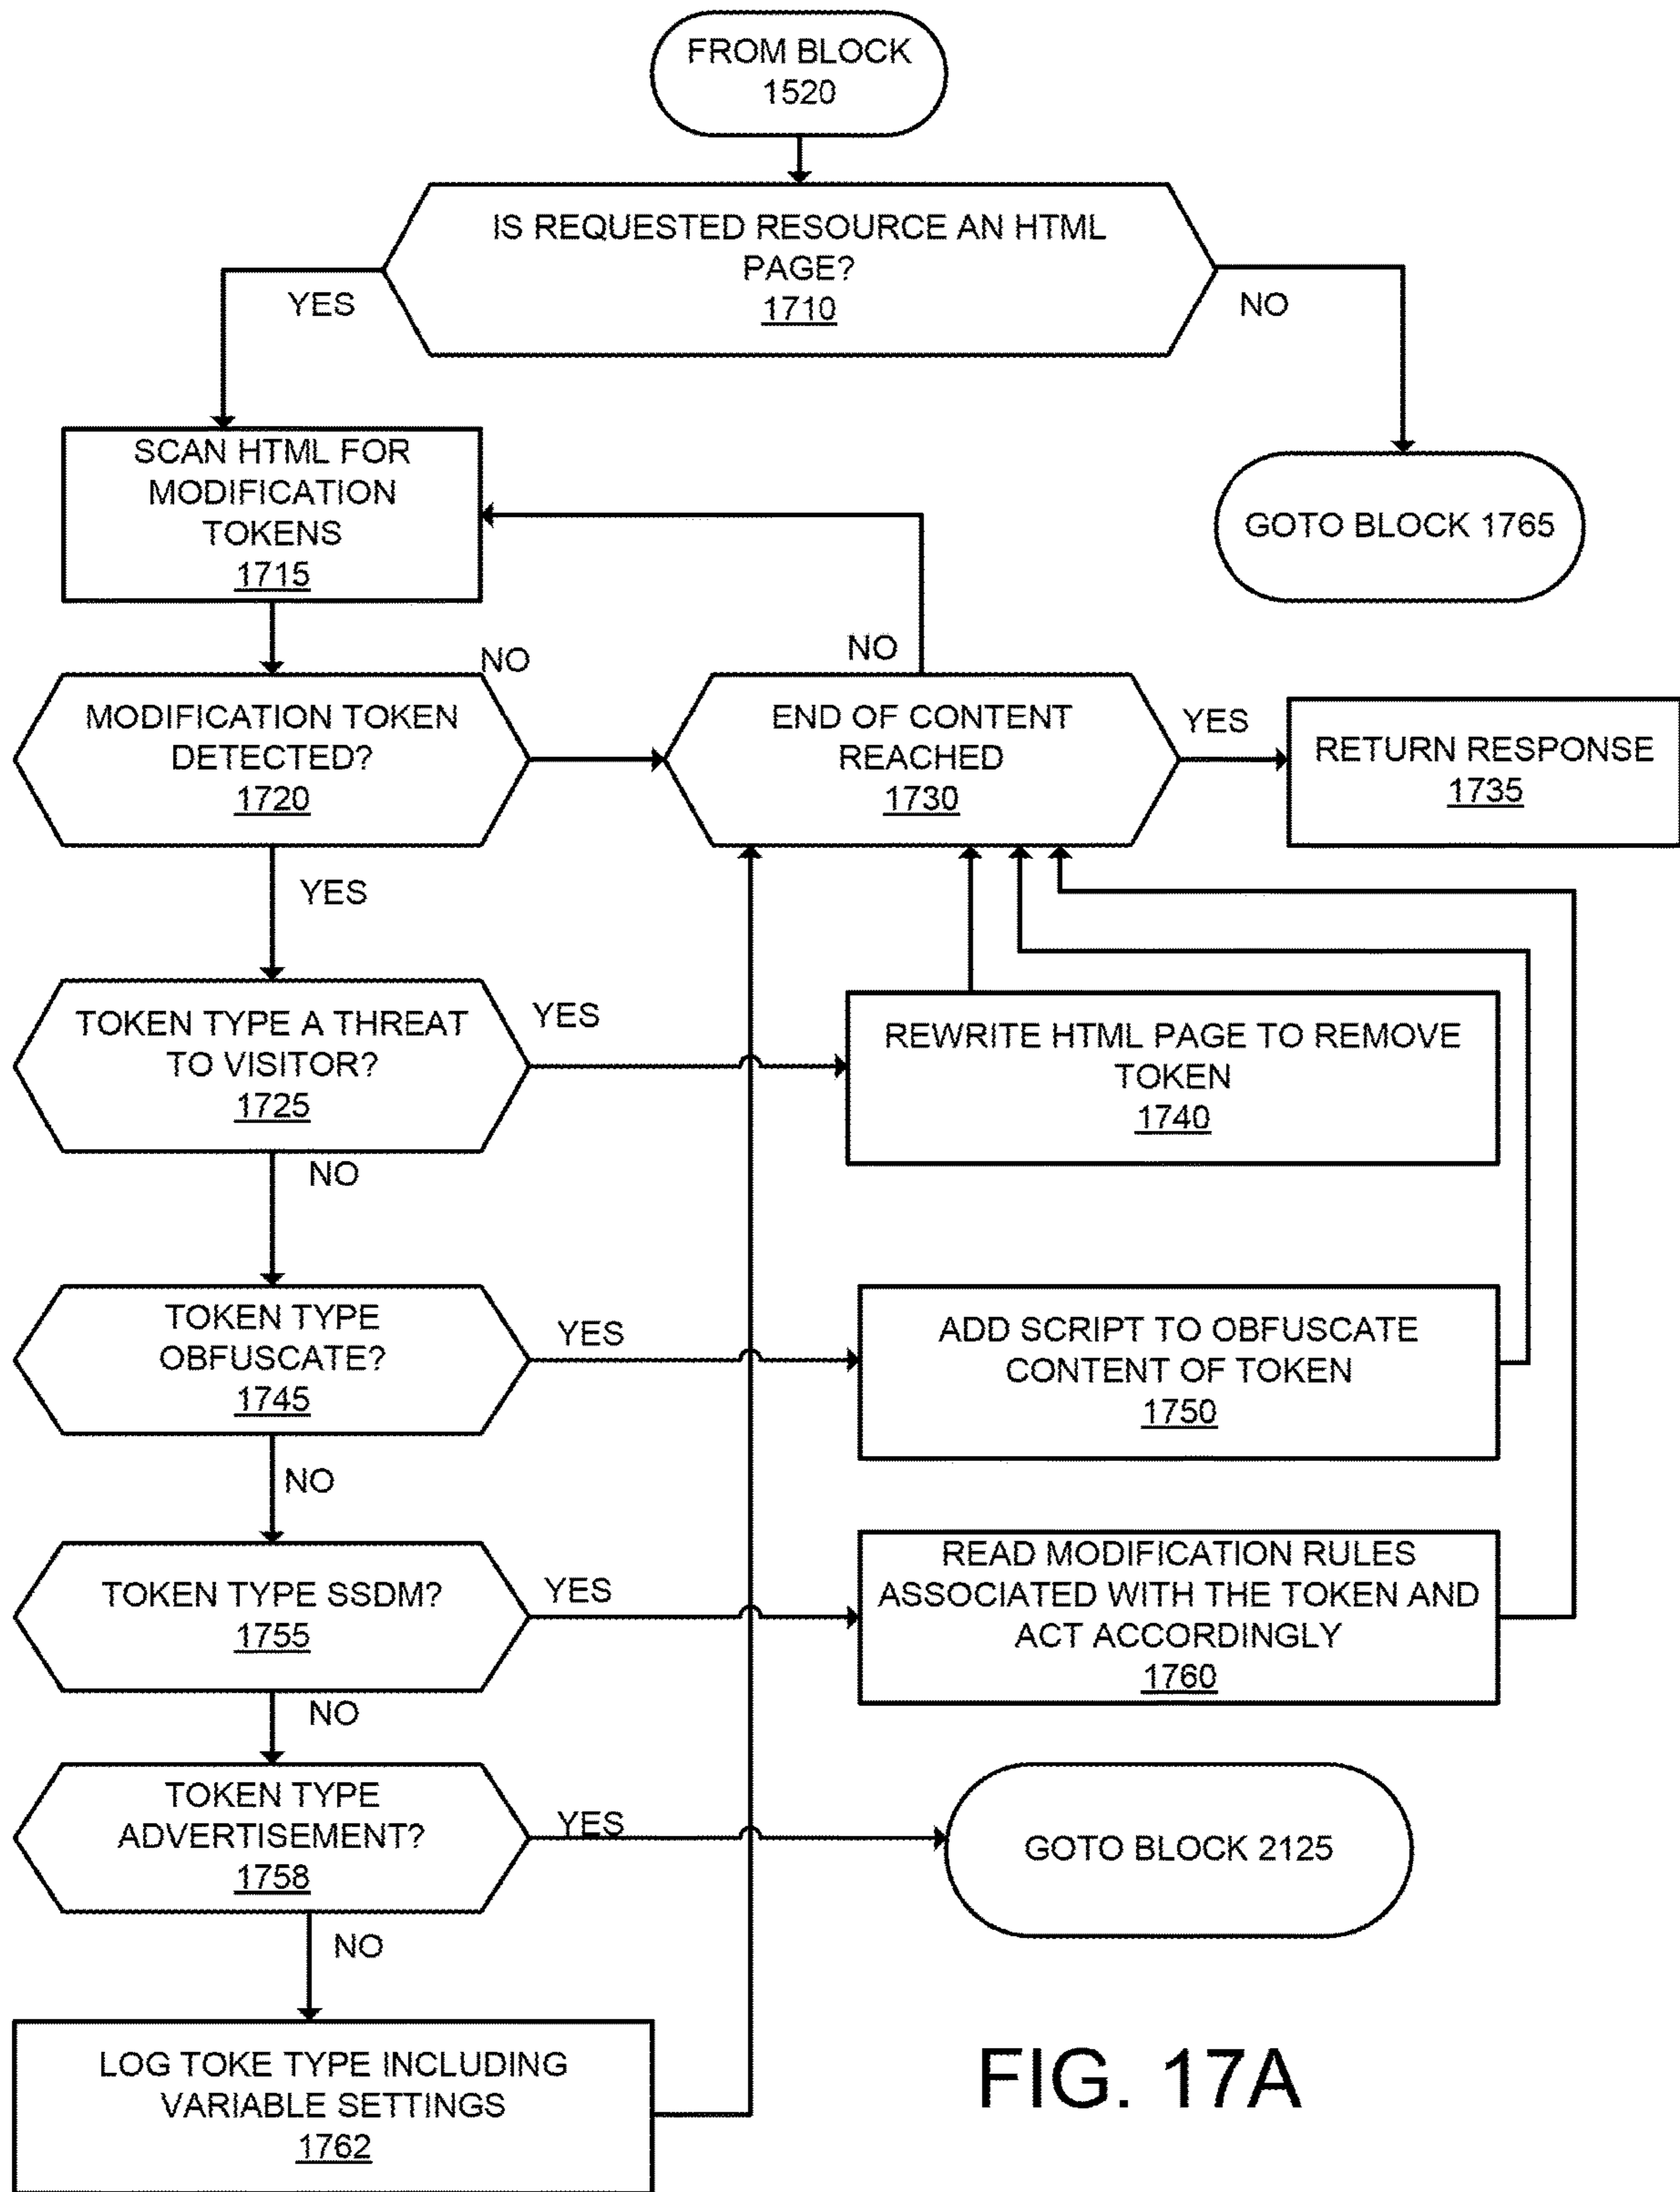 FROM BLOCK
1520
IS REQUESTED RESOURCE AN HTML
PAGE?
1710
YES
NO
SCAN HTML FOR
MODIFICATION
TOKENS
1715
GOTO BLOCK 1765
NO
NO
MODIFICATION TOKEN
DETECTED?
1720
END OF CONTENT
REACHED
1730
YES
RETURN RESPONSE
1735
YES
TOKEN TYPE A THREAT
TO VISITOR?
1725
YES
REWRITE HTML PAGE TO REMOVE
TOKEN
1740
NO
TOKEN TYPE
OBFUSCATE?
1745
YES
ADD SCRIPT TO OBFUSCATE
CONTENT OF TOKEN
1750
NO
TOKEN TYPE SSDM?
1755
YES
READ MODIFICATION RULES
ASSOCIATED WITH THE TOKEN AND
ACT ACCORDINGLY
1760
NO
TOKEN TYPE
ADVERTISEMENT?
1758
YES
GOTO BLOCK 2125
NO
LOG TOKE TYPE INCLUDING
VARIABLE SETTINGS
1762
FIG. 17A